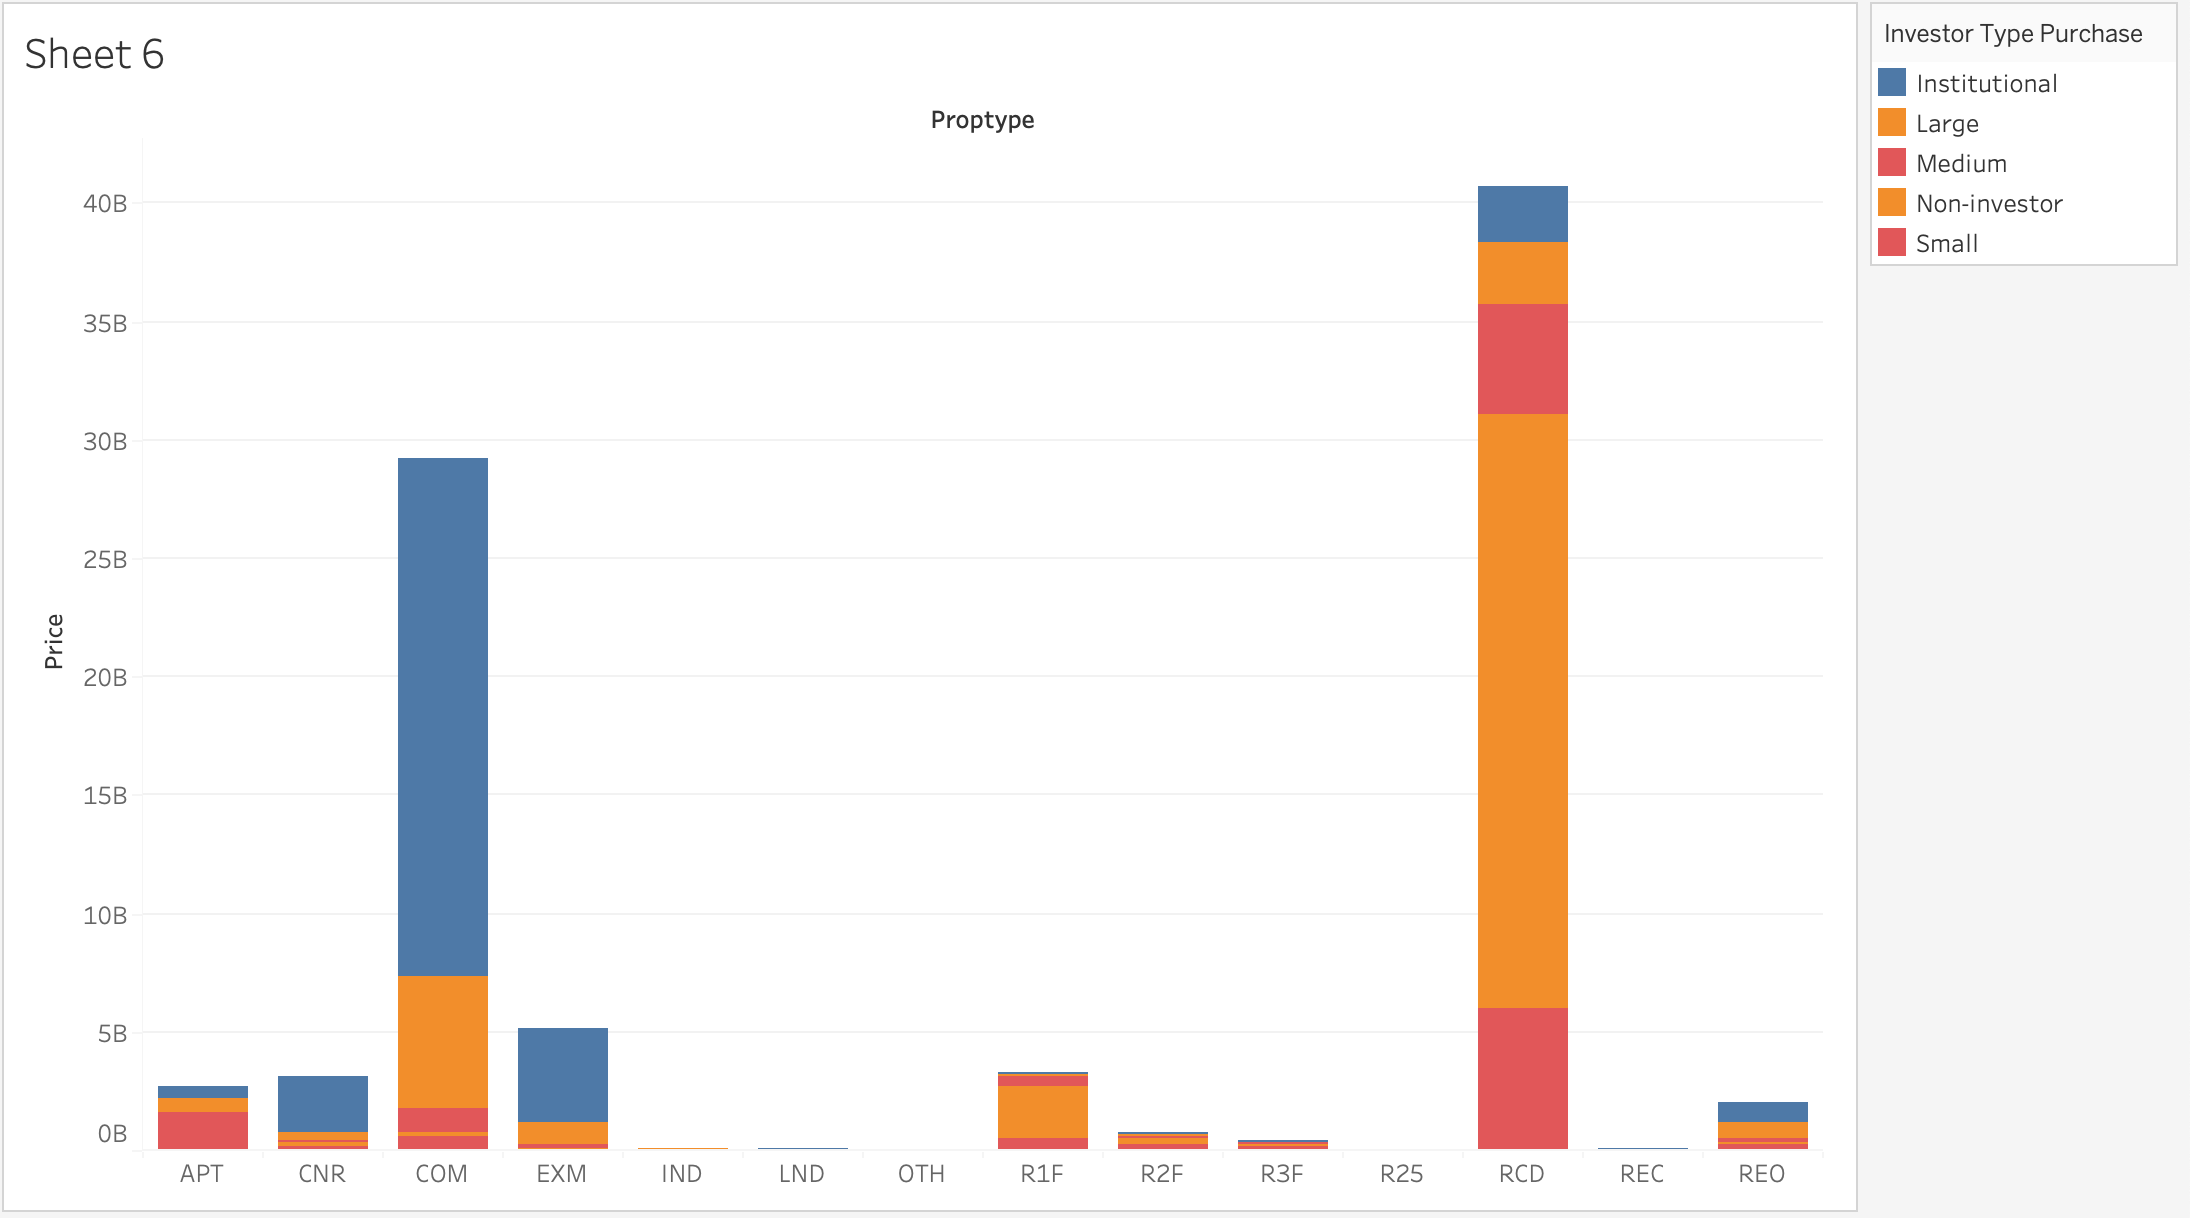 Sheet 6
Proptype
40B
35B
30B
25B
20B
15B
10B
5B
0B
Price
APT CNR COM EXM IND LND OTH R1F R2F R3F R25 RCD REC REO
Investor Type Purchase
Institutional
Large
Medium
Non-investor
Small